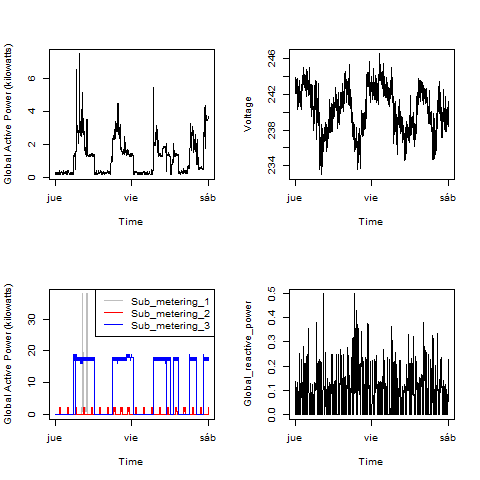 Global Active Power (kilowatts)
6
4
2
0
jue vie sáb
Time
Voltage
246
242
238
234
jue vie sáb
Time
Global Active Power (kilowatts)
30
20
10
0
Sub_metering_1
Sub_metering_2
Sub_metering_3
jue vie sáb
Time
Global_reactive_power
0.5
0.4
0.3
0.2
0.1
0.0
jue vie sáb
Time